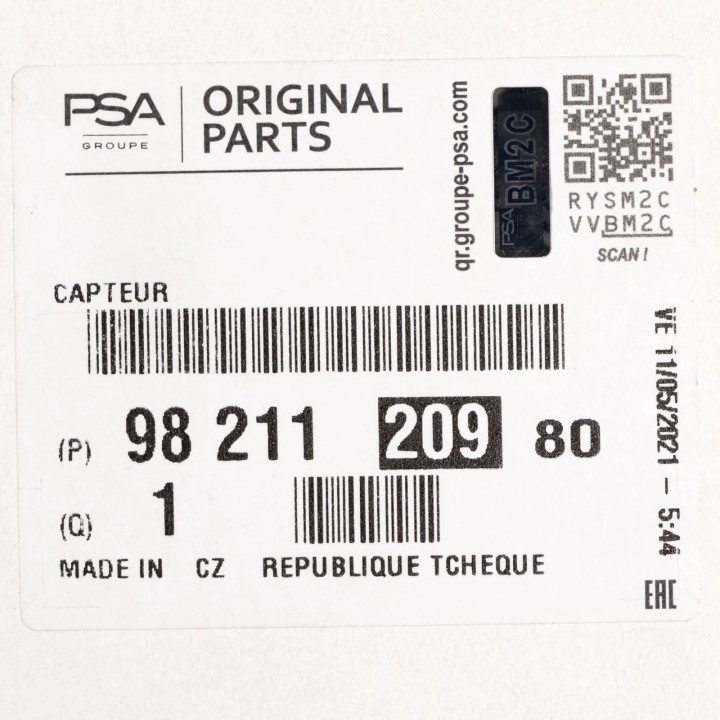 PSA
GROUPE
ORIGINAL
PARTS
qr.groupe-psa.com
PSA BM2C
RYSM2C
VVBM2C
SCAN!
CAPTEUR
(P) 98 211 209 80
(Q) 1
MADE IN CZ REPUBLIQUE TCHEQUE
VE 11/05/2021 - 5:44
EAC